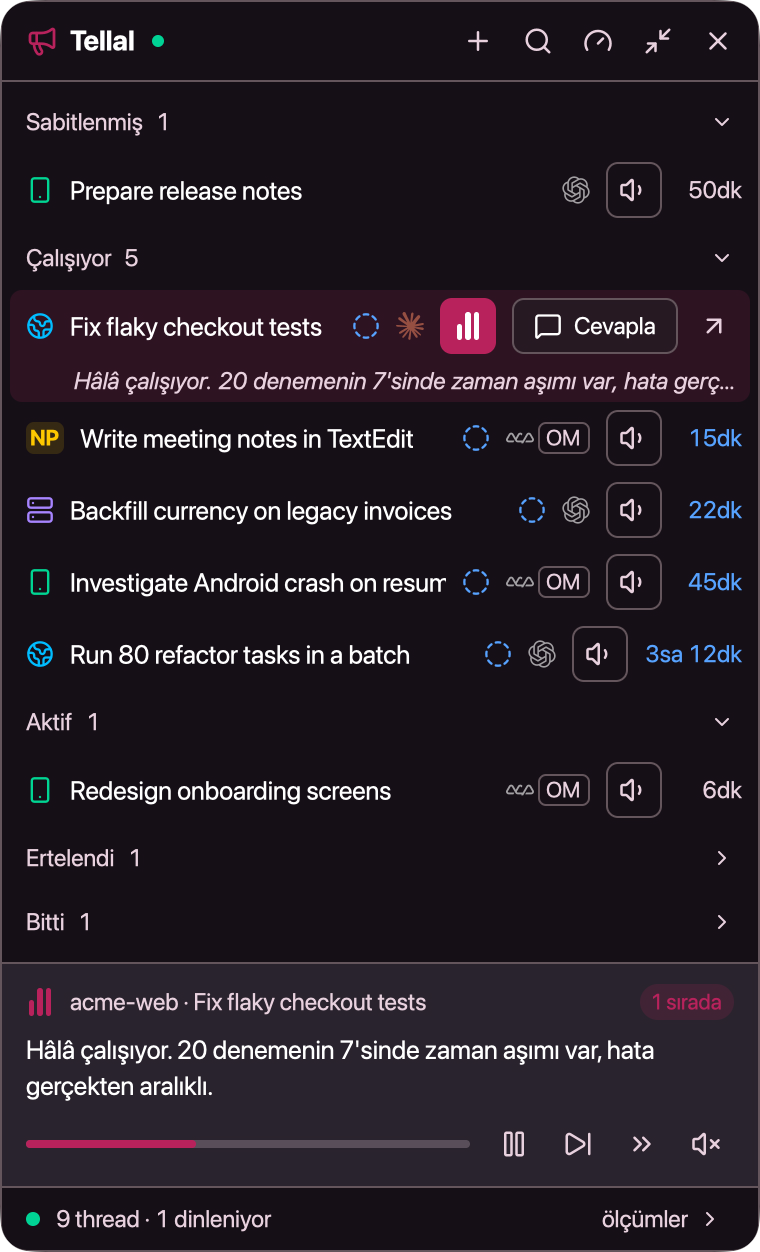 Tellal
Sabitlenmiş 1
Prepare release notes 50dk
Çalışıyor 5
Fix flaky checkout tests Cevapla
Hâlâ çalışıyor. 20 denemenin 7'sinde zaman aşımı var, hata gerç...
NP Write meeting notes in TextEdit OM 15dk
Backfill currency on legacy invoices 22dk
Investigate Android crash on resum OM 45dk
Run 80 refactor tasks in a batch 3sa 12dk
Aktif 1
Redesign onboarding screens OM 6dk
Ertelendi 1
Bitti 1
acme-web · Fix flaky checkout tests 1 sırada
Hâlâ çalışıyor. 20 denemenin 7'sinde zaman aşımı var, hata
gerçekten aralıklı.
9 thread · 1 dinleniyor ölçümler